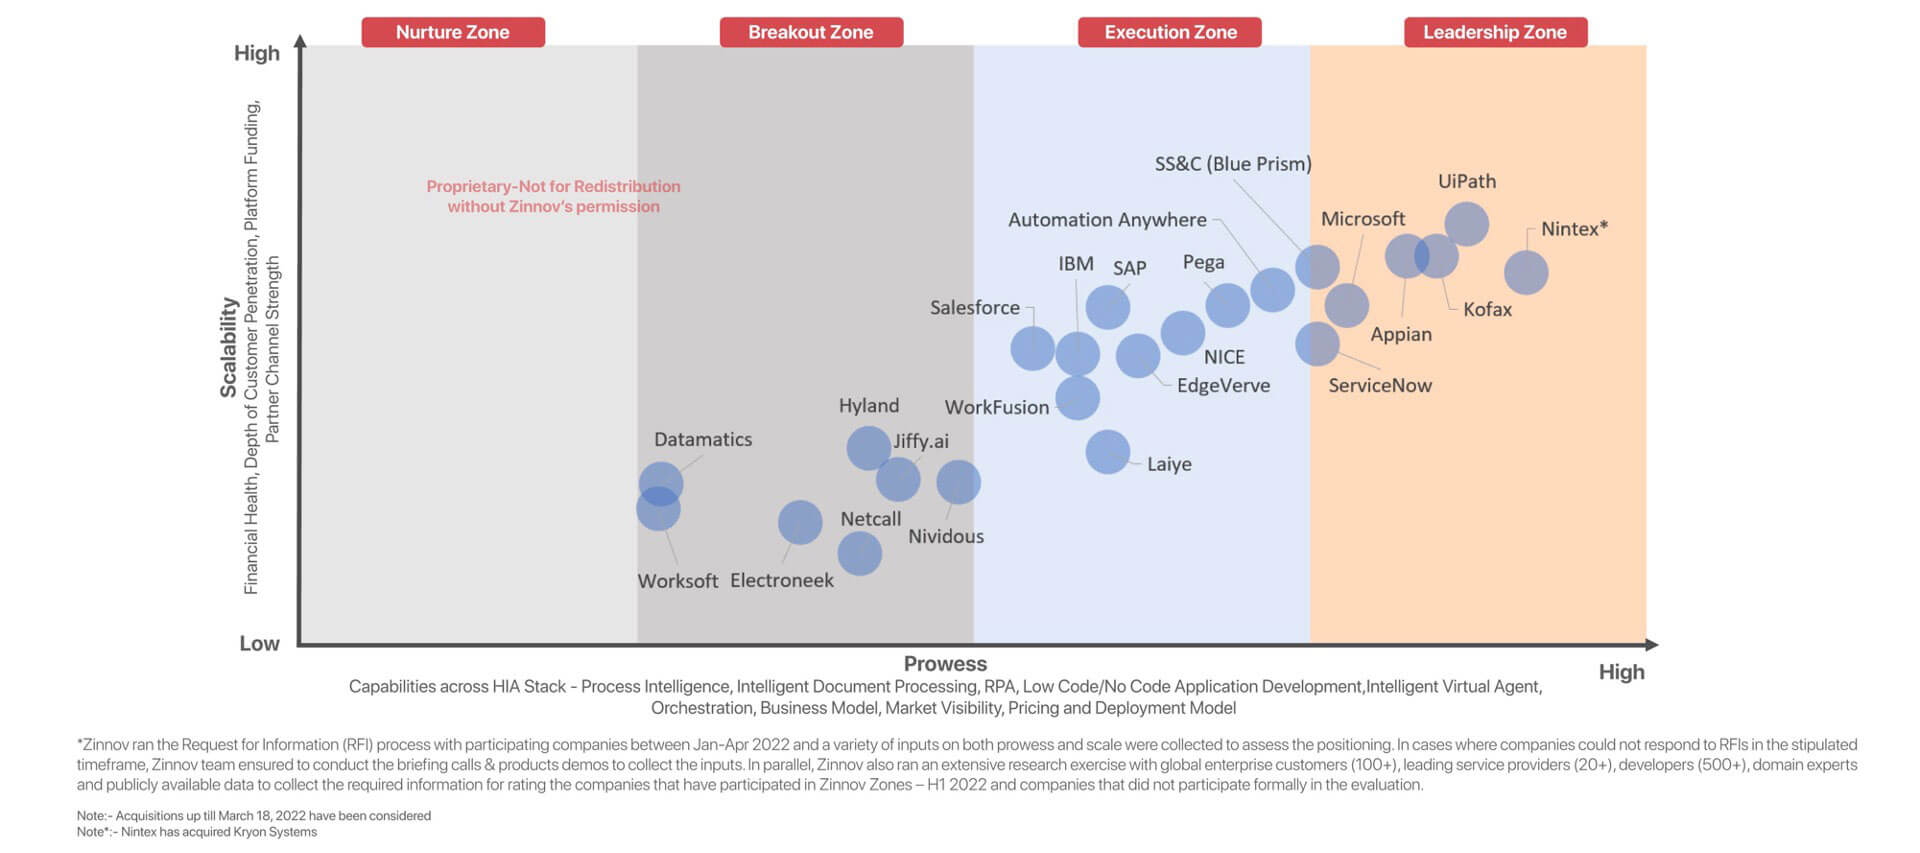 Nurture Zone
Breakout Zone
Execution Zone
Leadership Zone
High
Scalability
Financial Health, Depth of Customer Penetration, Platform Funding,
Partner Channel Strength
Proprietary-Not for Redistribution
without Zinnov's permission
SS&C (Blue Prism)
UiPath
Automation Anywhere
Microsoft
Nintex*
IBM
SAP
Pega
Salesforce
Kofax
Appian
NICE
EdgeVerve
ServiceNow
Hyland
WorkFusion
Datamatics
Jiffy.ai
Laiye
Netcall
Nividous
Worksoft
Electroneek
Low
Prowess
High
Capabilities across HIA Stack - Process Intelligence, Intelligent Document Processing, RPA, Low Code/No Code Application Development,Intelligent Virtual Agent,
Orchestration, Business Model, Market Visibility, Pricing and Deployment Model
*Zinnov ran the Request for Information (RFI) process with participating companies between Jan-Apr 2022 and a variety of inputs on both prowess and scale were collected to assess the positioning. In cases where companies could not respond to RFIs in the stipulated
timeframe, Zinnov team ensured to conduct the briefing calls & products demos to collect the inputs. In parallel, Zinnov also ran an extensive research exercise with global enterprise customers (100+), leading service providers (20+), developers (500+), domain experts
and publicly available data to collect the required information for rating the companies that have participated in Zinnov Zones – H1 2022 and companies that did not participate formally in the evaluation.
Note:- Acquisitions up till March 18, 2022 have been considered
Note*:- Nintex has acquired Kryon Systems